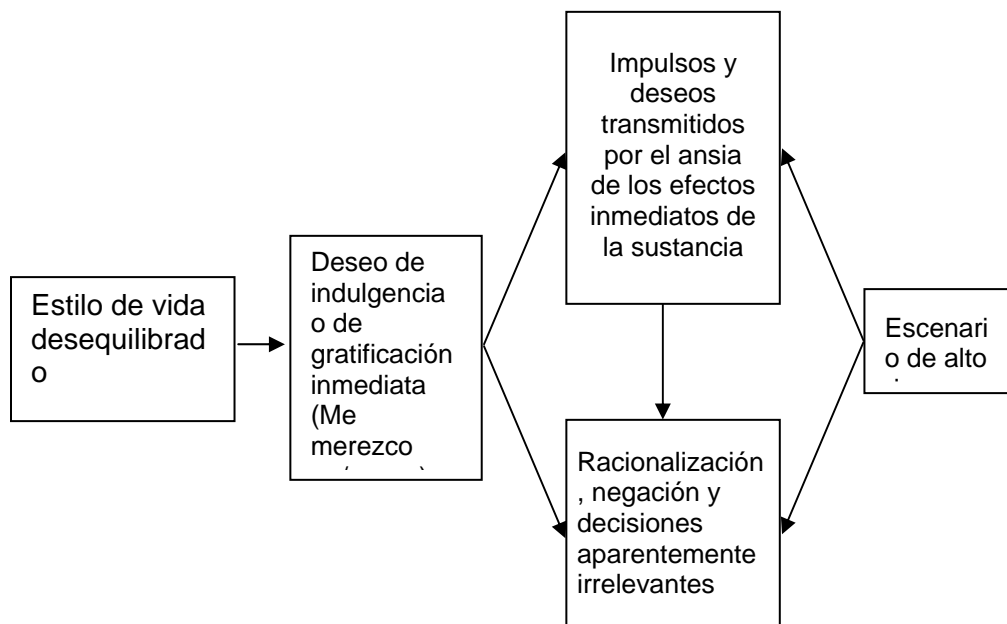 Estilo de vida
desequilibrad
o
Deseo de
indulgencia
o de
gratificación
inmediata
(Me
merezco
Impulsos y
deseos
transmitidos
por el ansia
de los efectos
inmediatos de
la sustancia
Racionalización
, negación y
decisiones
aparentemente
irrelevantes
Escenari
o de alto